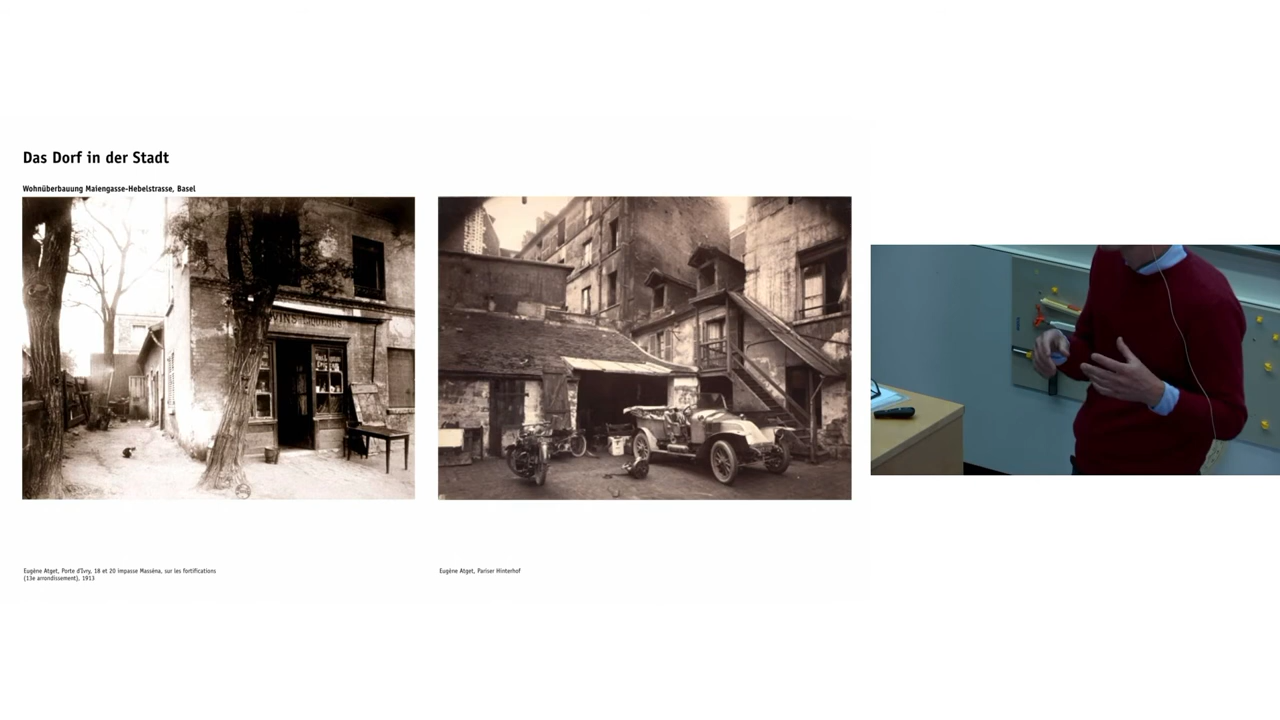 Das Dorf in der Stadt
Wohnüberbauung Maiengasse-Hebelstrasse, Basel
VINS LIQUEURS
Eugène Atget, Porte d'Ivry, 18 et 20 impasse Masséna, sur les fortifications
(13e arrondissement), 1913
Eugène Atget, Pariser Hinterhof